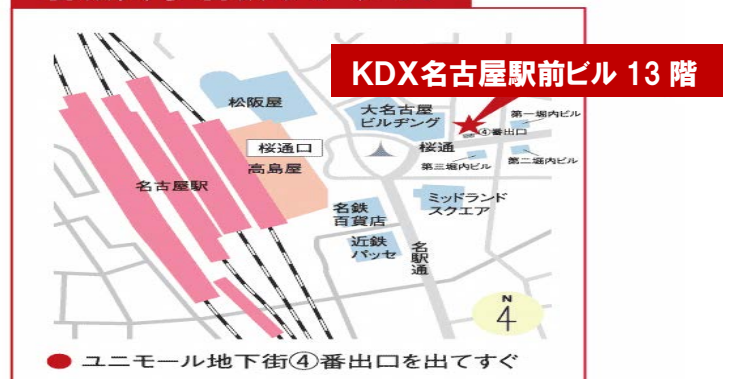 KDX名古屋駅前ビル 13 階
松阪屋
大名古屋
ビルヂング
第一堀内ビル
④番出口
桜通口
桜通
高島屋
第三堀内ビル
第二堀内ビル
名古屋駅
ミッドランド
スクエア
名鉄
百貨店
近鉄
パッセ
名駅通
N
4
● ユニモール地下街④番出口を出てすぐ